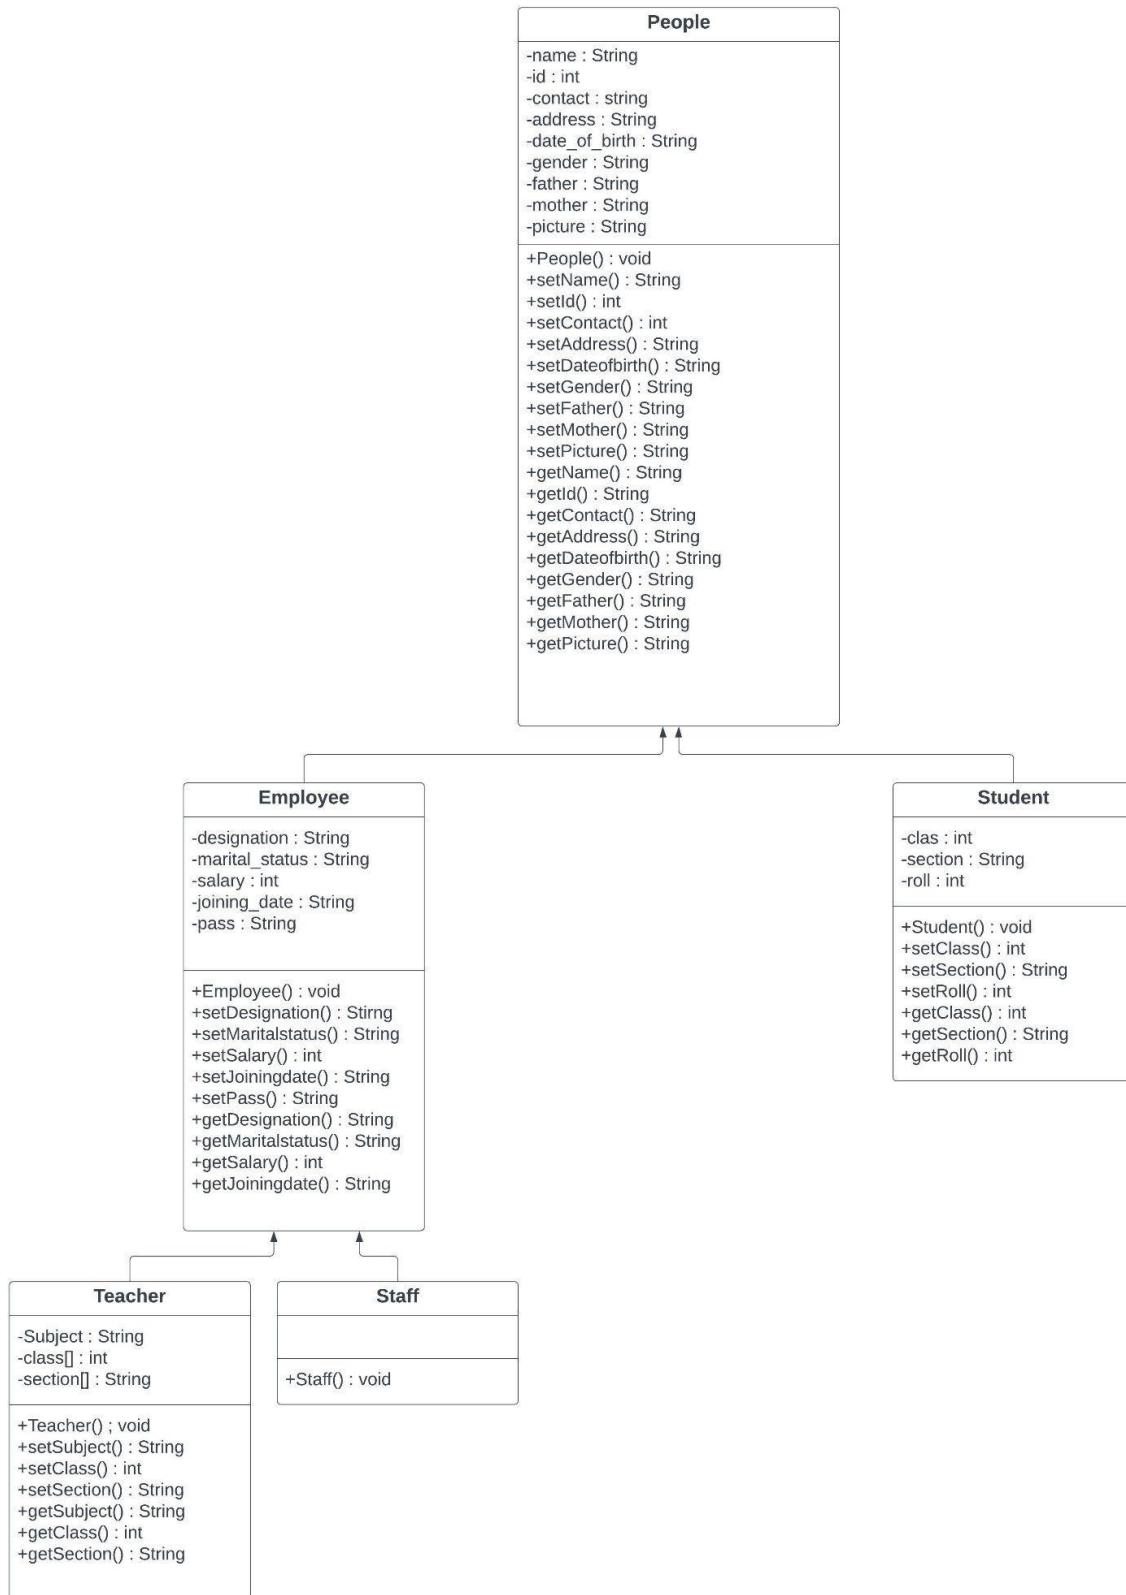 People
-name : String
-id : int
-contact : string
-address : String
-date_of_birth : String
-gender : String
-father : String
-mother : String
-picture : String
+People() : void
+setName() : String
+setId() : int
+setContact() : int
+setAddress() : String
+setDateofbirth() : String
+setGender() : String
+setFather() : String
+setMother() : String
+setPicture() : String
+getName() : String
+getId() : String
+getContact() : String
+getAddress() : String
+getDateofbirth() : String
+getGender() : String
+getFather() : String
+getMother() : String
+getPicture() : String
Employee
-designation : String
-marital_status : String
-salary : int
-joining_date : String
-pass : String
+Employee() : void
+setDesignation() : Stirng
+setMaritalstatus() : String
+setSalary() : int
+setJoiningdate() : String
+setPass() : String
+getDesignation() : String
+getMaritalstatus() : String
+getSalary() : int
+getJoiningdate() : String
Student
-clas : int
-section : String
-roll : int
+Student() : void
+setClass() : int
+setSection() : String
+setRoll() : int
+getClass() : int
+getSection() : String
+getRoll() : int
Teacher
-Subject : String
-class[] : int
-section[] : String
+Teacher() ; void
+setSubject() : String
+setClass() : int
+setSection() : String
+getSubject() : String
+getClass() : int
+getSection() : String
Staff
+Staff() : void